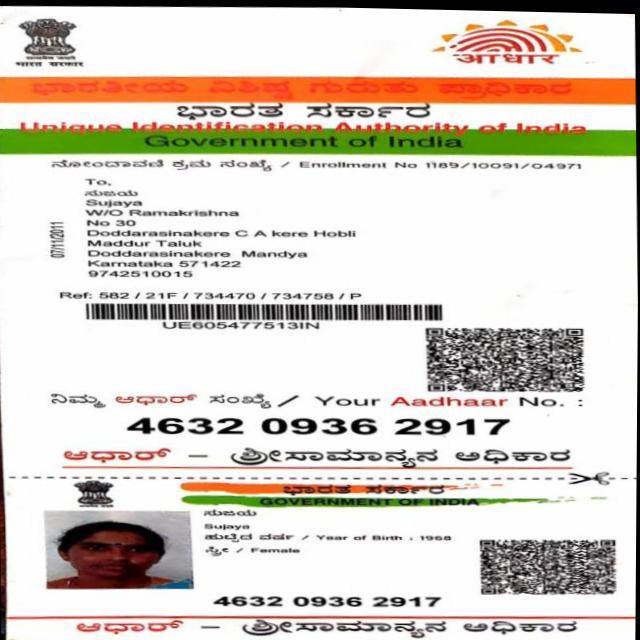 भारत सरकार
आधार
ಭಾರತೀಯ ವಿಶಿಷ್ಟ ಗುರುತು ಪ್ರಾಧಿಕಾರ
ಭಾರತ ಸರ್ಕಾರ
Unique Identification Authority of India
Government of India
ನೋಂದಾವಣಿ ಕ್ರಮ ಸಂಖ್ಯೆ / Enrollment No 1189/10091/04971
07/11/2011
To,
ಸುಜಯ
Sujaya
W/O Ramakrishna
No 30
Doddarasinakere C A kere Hobli
Maddur Taluk
Doddarasinakere Mandya
Karnataka 571422
9742510015
Ref: 582 / 21F / 734470 / 734758 / P
UE605477513IN
ನಿಮ್ಮ ಆಧಾರ್ ಸಂಖ್ಯೆ / Your Aadhaar No. :
4632 0936 2917
ಆಧಾರ್ – ಶ್ರೀಸಾಮಾನ್ಯನ ಅಧಿಕಾರ
ಭಾರತ ಸರ್ಕಾರ
GOVERNMENT OF INDIA
ಸುಜಯ
Sujaya
ಹುಟ್ಟಿದ ವರ್ಷ / Year of Birth : 1968
ಸ್ತ್ರೀ / Female
4632 0936 2917
ಆಧಾರ್ – ಶ್ರೀಸಾಮಾನ್ಯನ ಅಧಿಕಾರ